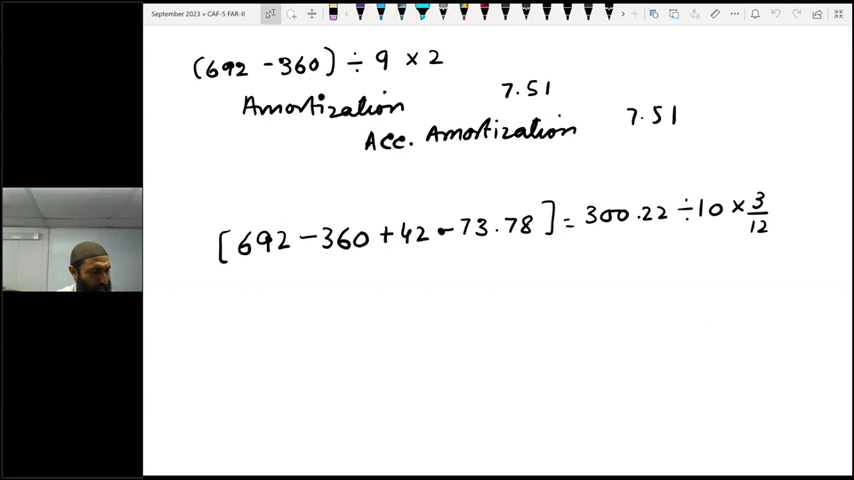 September 2023 » CAF-5 FAR-II
(692 - 360) ÷ 9 × 2
Amortization 7.51
Acc. Amortization 7.51
[692 - 360 + 42 - 73.78] = 300.22 ÷ 10 × 3/12